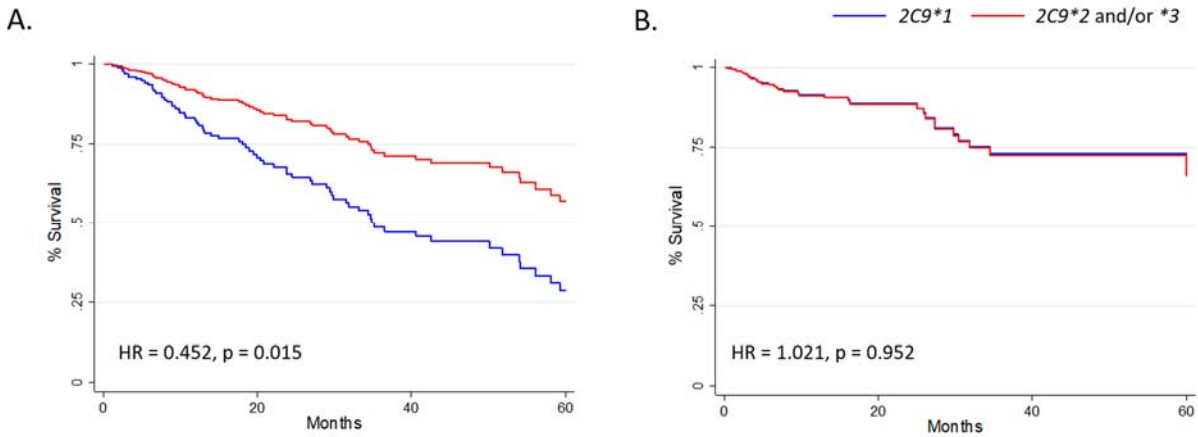 A.
B.
2C9*1
2C9*2 and/or *3
% Survival
1
.75
.5
.25
0
HR = 0.452, p = 0.015
0
20
40
60
Months
% Survival
1
.75
.5
.25
0
HR = 1.021, p = 0.952
0
20
40
60
Months